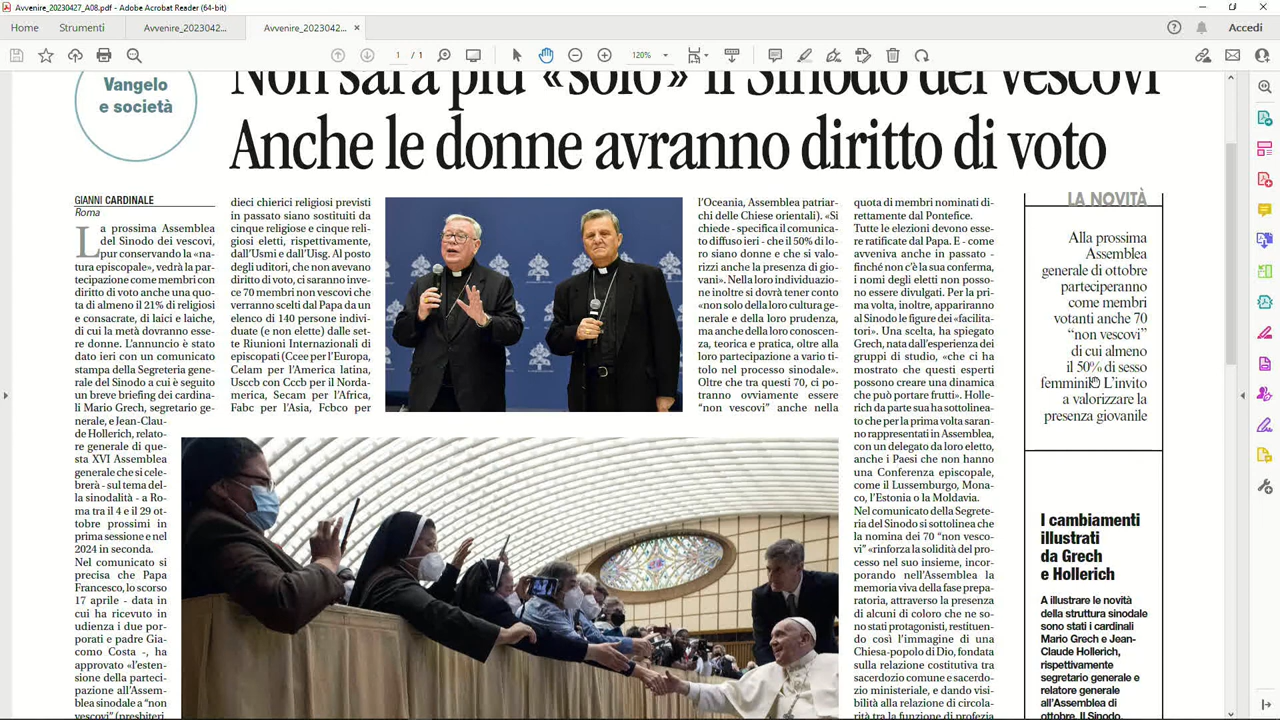 Avvenire_20230427_A08.pdf - Adobe Acrobat Reader (64-bit)
Home
Strumenti
Avvenire_2023042...
Avvenire_2023042... ×
Accedi
1 / 1
120%
Vangelo
e società
Non sarà più «solo» il Sinodo dei vescovi
Anche le donne avranno diritto di voto
GIANNI CARDINALE
Roma
La prossima Assemblea
del Sinodo dei vescovi,
pur conservando la «na-
tura episcopale», vedrà la par-
tecipazione come membri con
diritto di voto anche una quo-
ta di almeno il 21% di religiosi
e consacrate, di laici e laiche,
di cui la metà dovranno esse-
re donne. L'annuncio è stato
dato ieri con un comunicato
stampa della Segreteria gene-
rale del Sinodo a cui è seguito
un breve briefing dei cardina-
li Mario Grech, segretario ge-
nerale, e Jean-Clau-
de Hollerich, relato-
re generale di que-
sta XVI Assemblea
generale che si cele-
brerà - sul tema del-
la sinodalità - a Ro-
ma tra il 4 e il 29 ot-
tobre prossimi in
prima sessione e nel
2024 in seconda.
Nel comunicato si
precisa che Papa
Francesco, lo scorso
17 aprile - data in
cui ha ricevuto in
udienza i due por-
porati e padre Gia-
como Costa -, ha
approvato «l'esten-
sione della parteci-
pazione all'Assem-
blea sinodale a "non
vescovi" (presbiteri,
dieci chierici religiosi previsti
in passato siano sostituiti da
cinque religiose e cinque reli-
giosi eletti, rispettivamente,
dall'Usmi e dall'Uisg. Al posto
degli uditori, che non avevano
diritto di voto, ci saranno inve-
ce 70 membri non vescovi che
verranno scelti dal Papa da un
elenco di 140 persone indivi-
duate (e non elette) dalle set-
te Riunioni Internazionali di
episcopati (Ccee per l'Europa,
Celam per l'America latina,
Usccb con Cccb per il Norda-
merica, Secam per l'Africa,
Fabc per l'Asia, Fcbco per
l'Oceania, Assemblea patriar-
chi delle Chiese orientali). «Si
chiede - specifica il comunica-
to diffuso ieri - che il 50% di lo-
ro siano donne e che si valo-
rizzi anche la presenza di gio-
vani». Nella loro individuazio-
ne inoltre si dovrà tener conto
«non solo della loro cultura ge-
nerale e della loro prudenza,
ma anche della loro conoscen-
za, teorica e pratica, oltre alla
loro partecipazione a vario ti-
tolo nel processo sinodale».
Oltre che tra questi 70, ci po-
tranno ovviamente essere
"non vescovi" anche nella
quota di membri nominati di-
rettamente dal Pontefice.
Tutte le elezioni devono esse-
re ratificate dal Papa. E - come
avveniva anche in passato -
finché non c'è la sua conferma,
i nomi degli eletti non posso-
no essere divulgati. Per la pri-
ma volta, inoltre, appariranno
al Sinodo le figure dei «facilita-
tori». Una scelta, ha spiegato
Grech, nata dall'esperienza dei
gruppi di studio, «che ci ha
mostrato che questi esperti
possono creare una dinamica
che può portare frutti». Holle-
rich da parte sua ha sottolinea-
to che per la prima volta saran-
no rappresentati in Assemblea,
con un delegato da loro eletto,
anche i Paesi che non hanno
una Conferenza episcopale,
come il Lussemburgo, Mona-
co, l'Estonia o la Moldavia.
Nel comunicato della Segrete-
ria del Sinodo si sottolinea che
la nomina dei 70 "non vesco-
vi" «rinforza la solidità del pro-
cesso nel suo insieme, incor-
porando nell'Assemblea la
memoria viva della fase prepa-
ratoria, attraverso la presenza
di alcuni di coloro che ne so-
no stati protagonisti, restituen-
do così l'immagine di una
Chiesa-popolo di Dio, fondata
sulla relazione costitutiva tra
sacerdozio comune e sacerdo-
zio ministeriale, e dando visi-
bilità alla relazione di circola-
rità tra la funzione di profezia
LA NOVITÀ
Alla prossima
Assemblea
generale di ottobre
parteciperanno
come membri
votanti anche 70
“non vescovi”
di cui almeno
il 50% di sesso
femminile L'invito
a valorizzare la
presenza giovanile
I cambiamenti
illustrati
da Grech
e Hollerich
A illustrare le novità
della struttura sinodale
sono stati i cardinali
Mario Grech e Jean-
Claude Hollerich,
rispettivamente
segretario generale e
relatore generale
all'Assemblea di
ottobre. Il Sinodo,